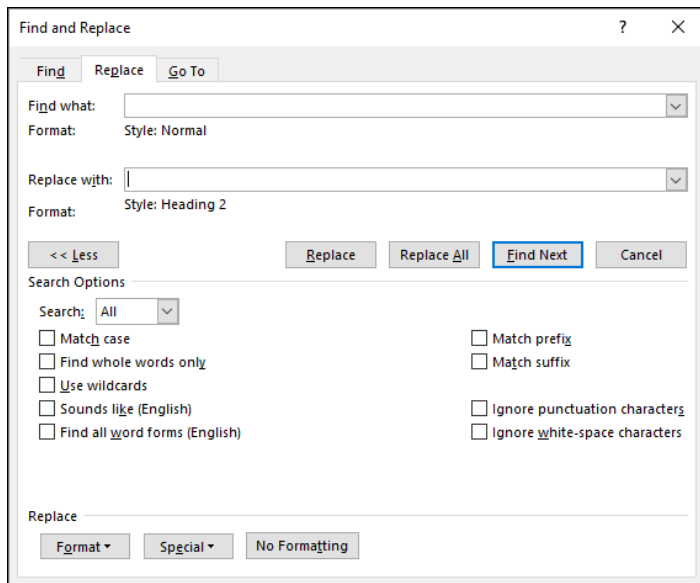 Find and Replace ?
Find Replace Go To
Find what:
Format: Style: Normal
Replace with:
Format: Style: Heading 2
<< Less Replace Replace All Find Next Cancel
Search Options
Search: All
Match case Match prefix
Find whole words only Match suffix
Use wildcards
Sounds like (English) Ignore punctuation characters
Find all word forms (English) Ignore white-space characters
Replace
Format Special No Formatting